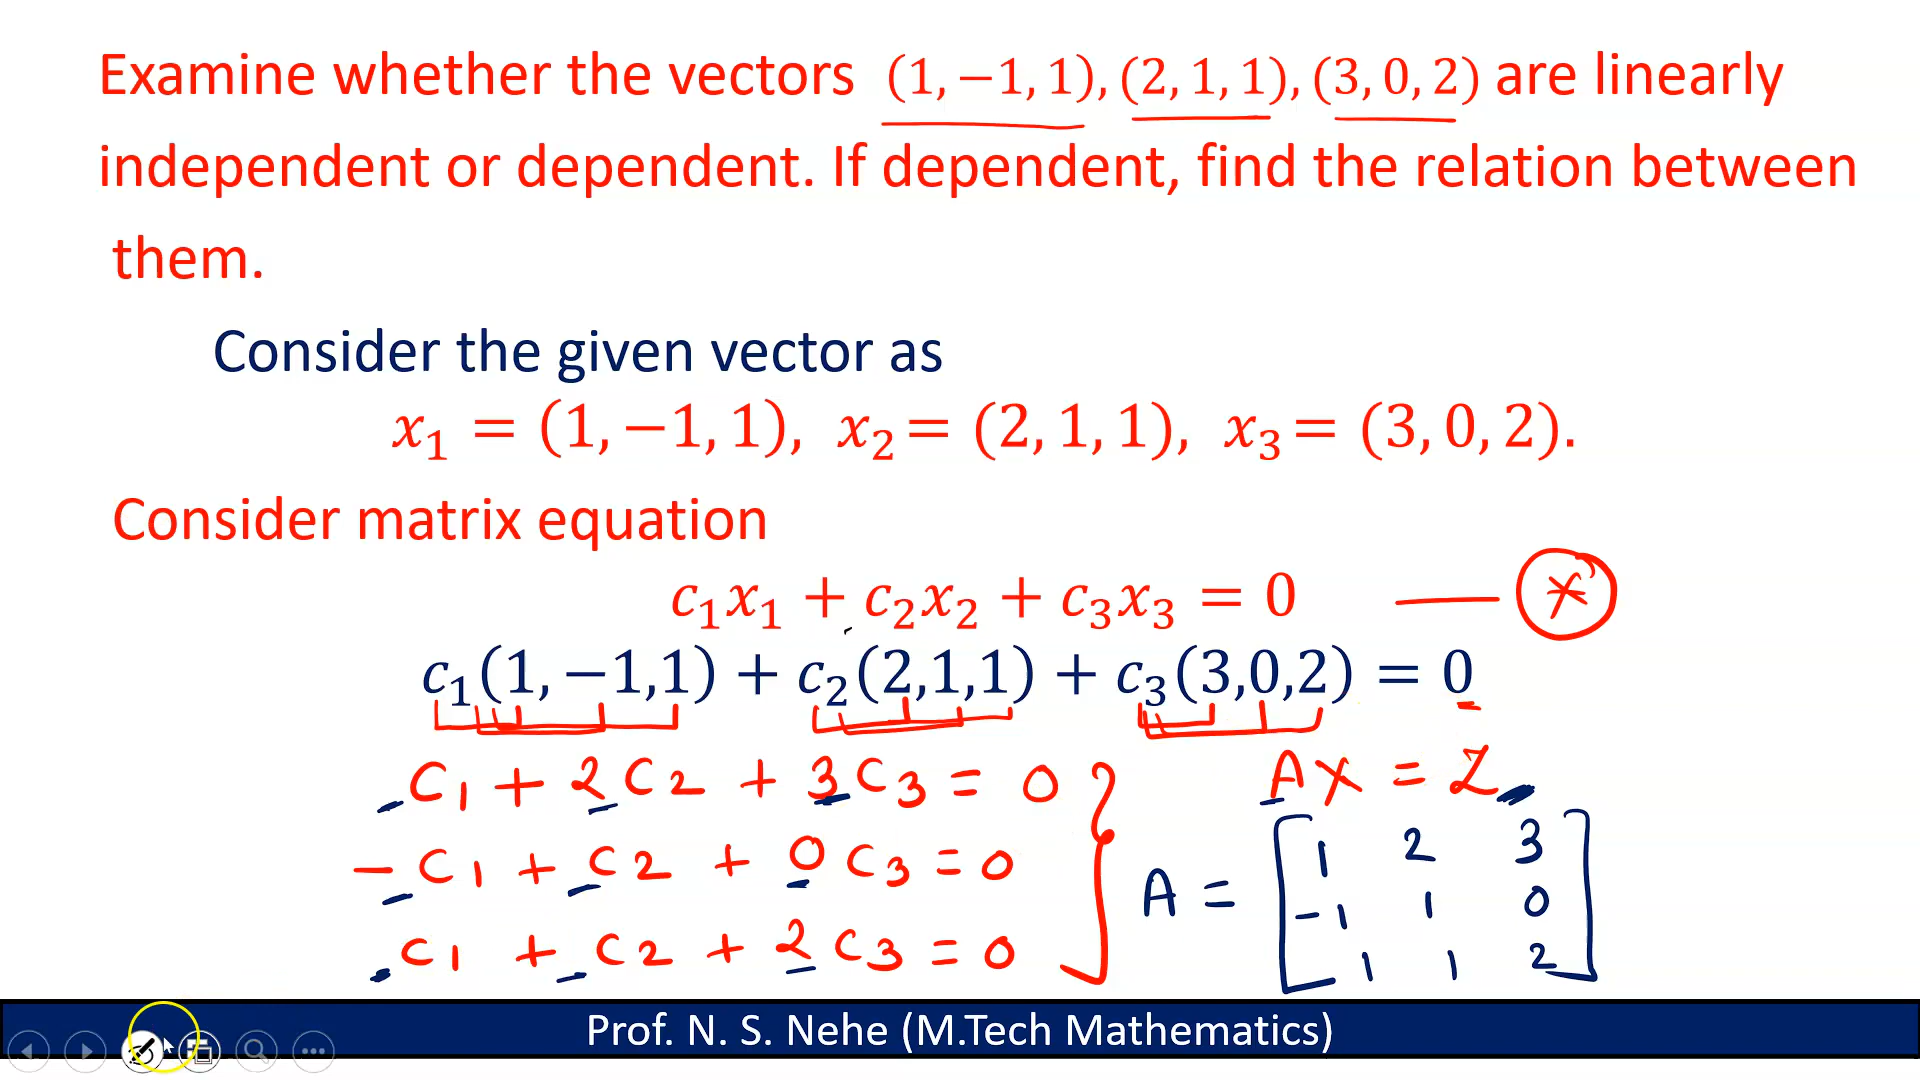 Examine whether the vectors (1, −1, 1), (2, 1, 1), (3, 0, 2) are linearly
independent or dependent. If dependent, find the relation between
them.
Consider the given vector as
x₁ = (1, −1, 1), x₂ = (2, 1, 1), x₃ = (3, 0, 2).
Consider matrix equation
c₁x₁ + c₂x₂ + c₃x₃ = 0 — *
c₁(1, −1,1) + c₂(2,1,1) + c₃(3,0,2) = 0
C₁ + 2C₂ + 3C₃ = 0
−C₁ + C₂ + 0C₃ = 0
C₁ + C₂ + 2C₃ = 0
AX = Z
A = [1 2 3
−1 1 0
1 1 2]
Prof. N. S. Nehe (M.Tech Mathematics)